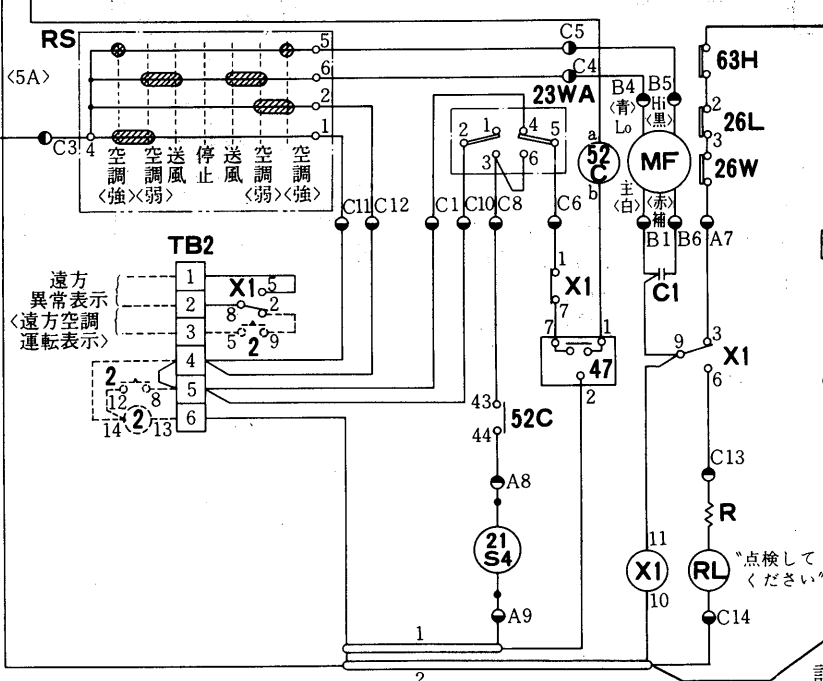 RS
5
6
2
1
〈5A〉
C3
4
空調〈強〉
空調〈弱〉
送風
停止
送風
空調〈弱〉
空調〈強〉
C5
C4
23WA
2
1
4
5
3
6
a
52
C
b
B4
〈青〉
Lo
B5
Hi
〈黒〉
MF
主
〈白〉
〈赤〉
補
B1
B6
A7
63H
2
26L
3
26W
C11
C12
C1
C10
C8
C6
TB2
遠方
異常表示
〈遠方空調
運転表示〉
1
2
3
4
5
6
X1
5
8
2
5
2
9
2
12
8
2
14
13
1
X1
7
7
1
47
2
C1
9
3
X1
6
43
52C
44
A8
21
S4
A9
C13
R
11
X1
10
RL
"点検して
ください"
C14
1
2